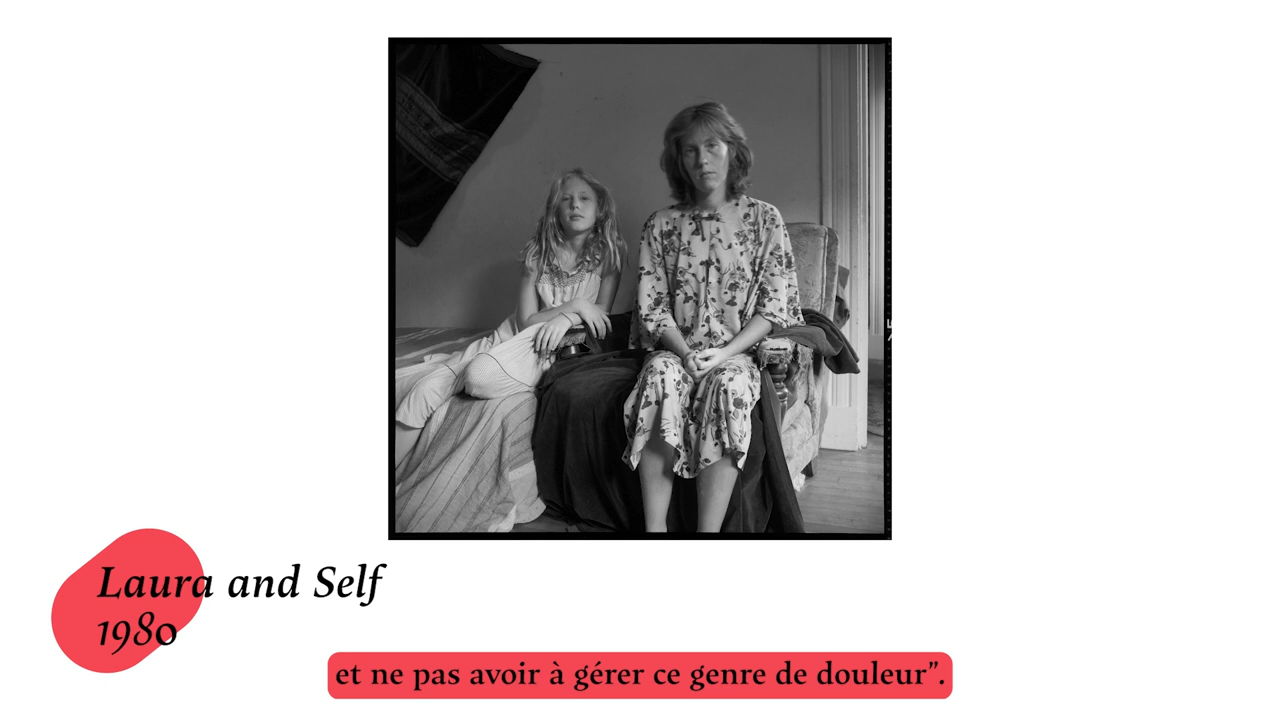 Laura and Self
1980
et ne pas avoir à gérer ce genre de douleur”.